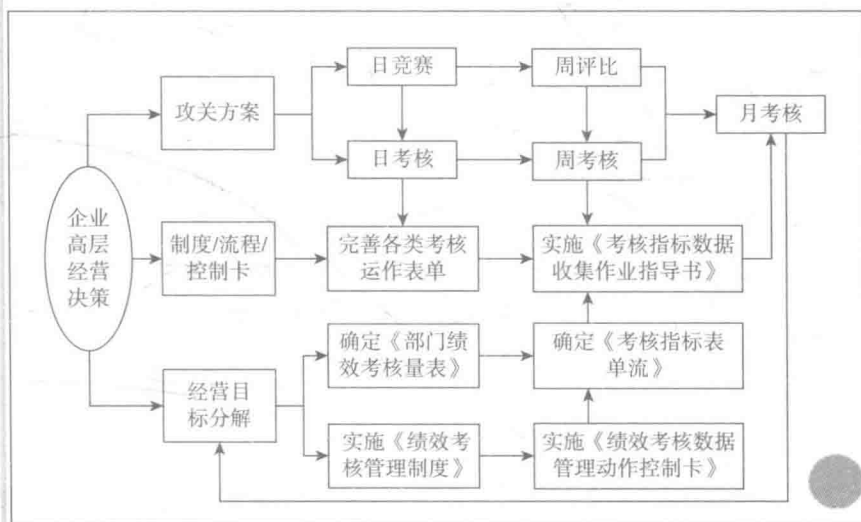 日竞赛
周评比
攻关方案
月考核
日考核
周考核
企业
高层
经营
决策
制度/流程/
控制卡
完善各类考核
运作表单
实施《考核指标数据
收集作业指导书》
确定《部门绩
效考核量表》
确定《考核指标表
单流》
经营目
标分解
实施《绩效考
核管理制度》
实施《绩效考核数据
管理动作控制卡》